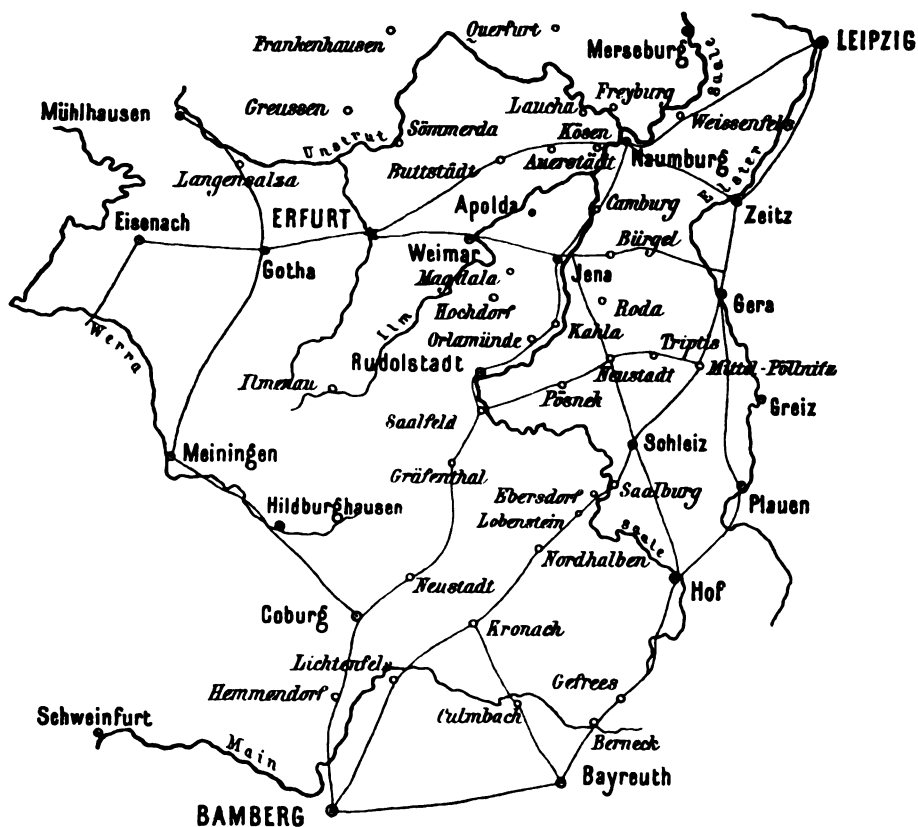 Frankenhausen
Querfurt
Merseburg
Saale
LEIPZIG
Mühlhausen
Greussen
Laucha
Freyburg
Weissenfels
Unstrut
Sömmerda
Kösen
Langensalza
Buttstädt
Auerstädt
Naumburg
Elster
Eisenach
ERFURT
Apolda
Camburg
Zeitz
Gotha
Weimar
Bürgel
Magdala
Jena
Hochdorf
Roda
Gera
Werra
Ilm
Orlamünde
Kahla
Triptis
Rudolstadt
Neustadt
Mittel-Pöllnitz
Ilmenau
Pösnek
Greiz
Saalfeld
Meiningen
Schleiz
Gräfenthal
Hildburghausen
Ebersdorf
Saalburg
Plauen
Lobenstein
Saale
Nordhalben
Neustadt
Hof
Coburg
Kronach
Lichtenfels
Hemmendorf
Gefrees
Schweinfurt
Culmbach
Main
Berneck
Bayreuth
BAMBERG